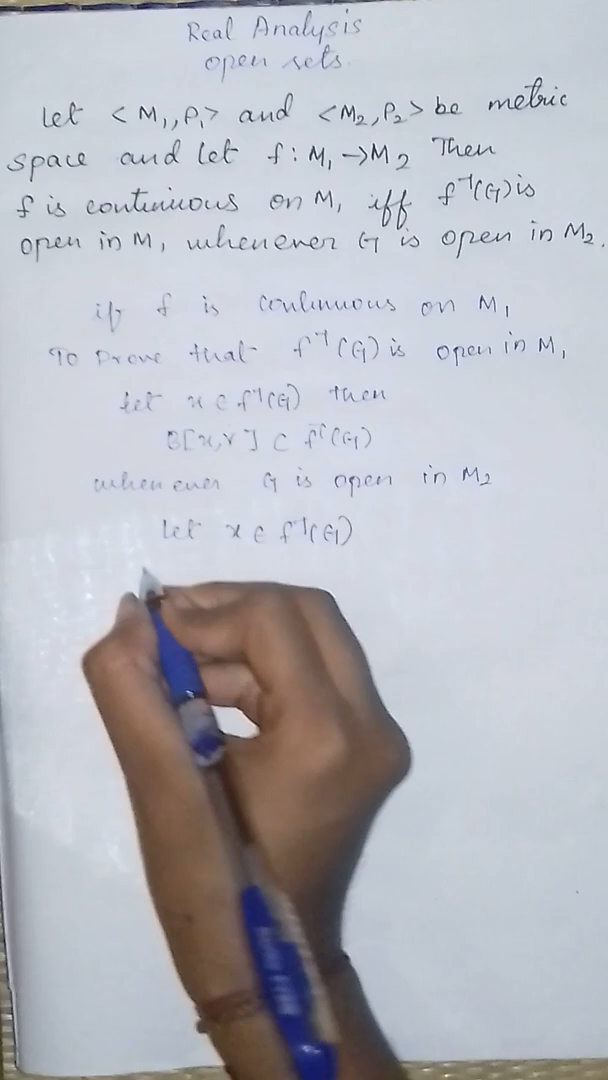 Real Analysis
open sets.
Let <M₁, P₁> and <M₂, P₂> be metric
space and let f : M₁ → M₂ Then
f is continuous on M₁ iff f⁻¹(G) is
open in M₁ whenever G is open in M₂.
if f is continuous on M₁
To prove that f⁻¹(G) is open in M₁
Let x ∈ f⁻¹(G) then
B[x, r] ⊂ f⁻¹(G)
whenever G is open in M₂
Let x ∈ f⁻¹(G)